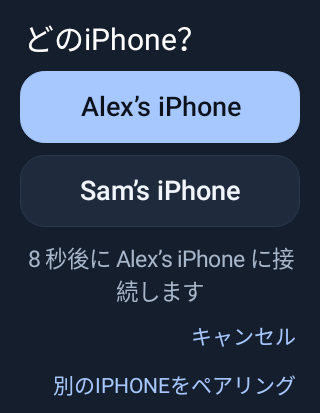 どのiPhone?
Alex's iPhone
Sam's iPhone
8 秒後に Alex's iPhone に接
続します
キャンセル
別のIPHONEをペアリング